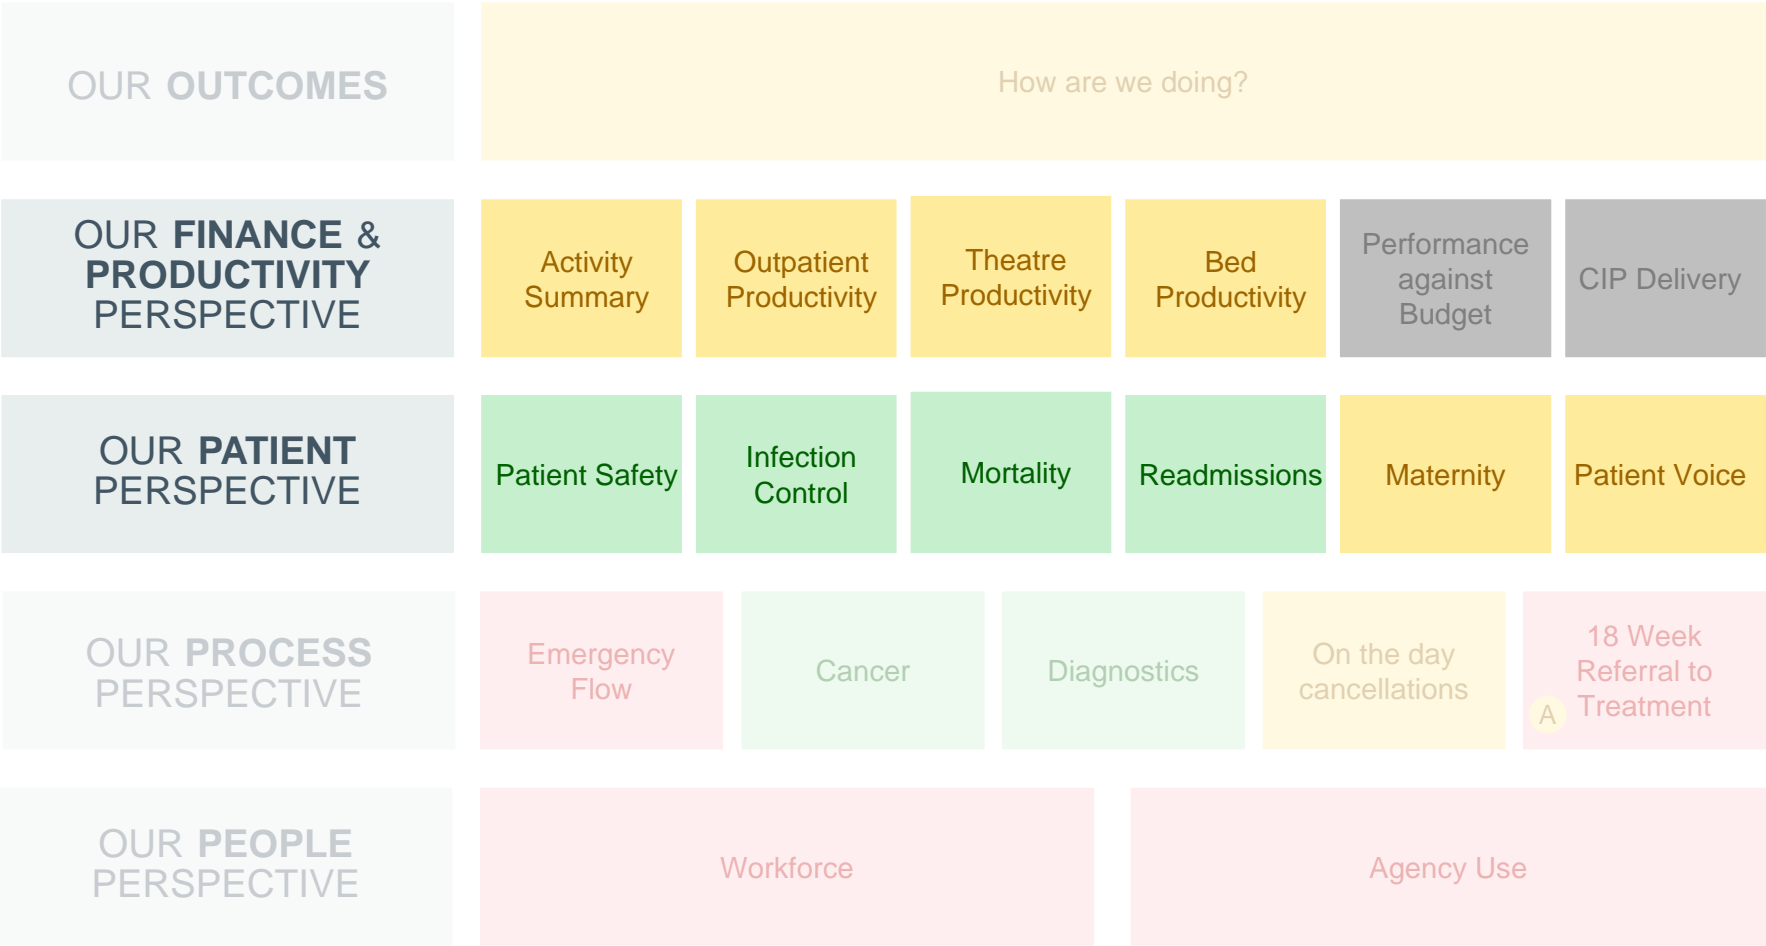 OUR OUTCOMES
How are we doing?
OUR FINANCE &
PRODUCTIVITY
PERSPECTIVE
Activity
Summary
Outpatient
Productivity
Theatre
Productivity
Bed
Productivity
Performance
against
Budget
CIP Delivery
OUR PATIENT
PERSPECTIVE
Patient Safety
Infection
Control
Mortality
Readmissions
Maternity
Patient Voice
OUR PROCESS
PERSPECTIVE
Emergency
Flow
Cancer
Diagnostics
On the day
cancellations
18 Week
Referral to
Treatment
A
OUR PEOPLE
PERSPECTIVE
Workforce
Agency Use